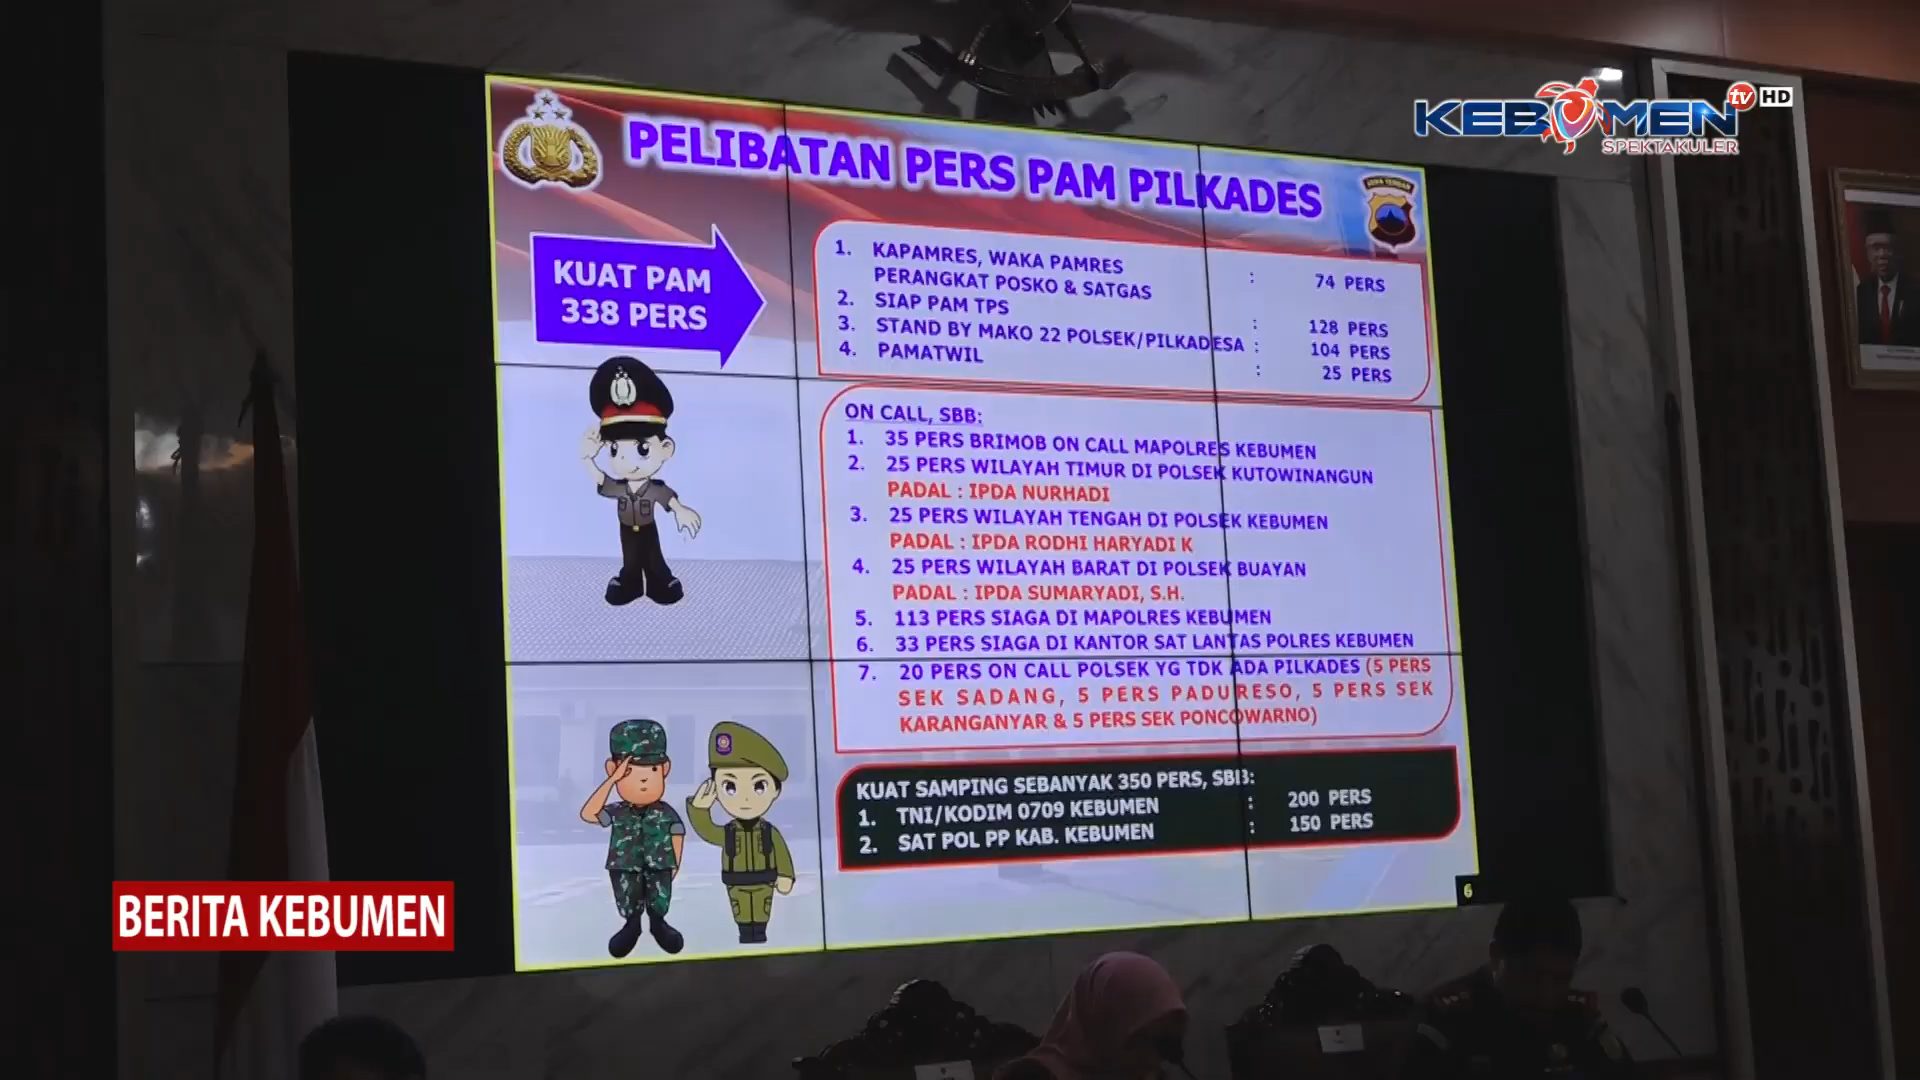 KEBUMEN tv HD
SPEKTAKULER
PELIBATAN PERS PAM PILKADES
JAWA TENGAH
KUAT PAM
338 PERS
1. KAPAMRES, WAKA PAMRES
PERANGKAT POSKO & SATGAS : 74 PERS
2. SIAP PAM TPS : 128 PERS
3. STAND BY MAKO 22 POLSEK/PILKADESA : 104 PERS
4. PAMATWIL : 25 PERS
ON CALL, SBB:
1. 35 PERS BRIMOB ON CALL MAPOLRES KEBUMEN
2. 25 PERS WILAYAH TIMUR DI POLSEK KUTOWINANGUN
PADAL : IPDA NURHADI
3. 25 PERS WILAYAH TENGAH DI POLSEK KEBUMEN
PADAL : IPDA RODHI HARYADI K
4. 25 PERS WILAYAH BARAT DI POLSEK BUAYAN
PADAL : IPDA SUMARYADI, S.H.
5. 113 PERS SIAGA DI MAPOLRES KEBUMEN
6. 33 PERS SIAGA DI KANTOR SAT LANTAS POLRES KEBUMEN
7. 20 PERS ON CALL POLSEK YG TDK ADA PILKADES (5 PERS
SEK SADANG, 5 PERS PADURESO, 5 PERS SEK
KARANGANYAR & 5 PERS SEK PONCOWARNO)
KUAT SAMPING SEBANYAK 350 PERS, SBB:
1. TNI/KODIM 0709 KEBUMEN : 200 PERS
2. SAT POL PP KAB. KEBUMEN : 150 PERS
6
BERITA KEBUMEN